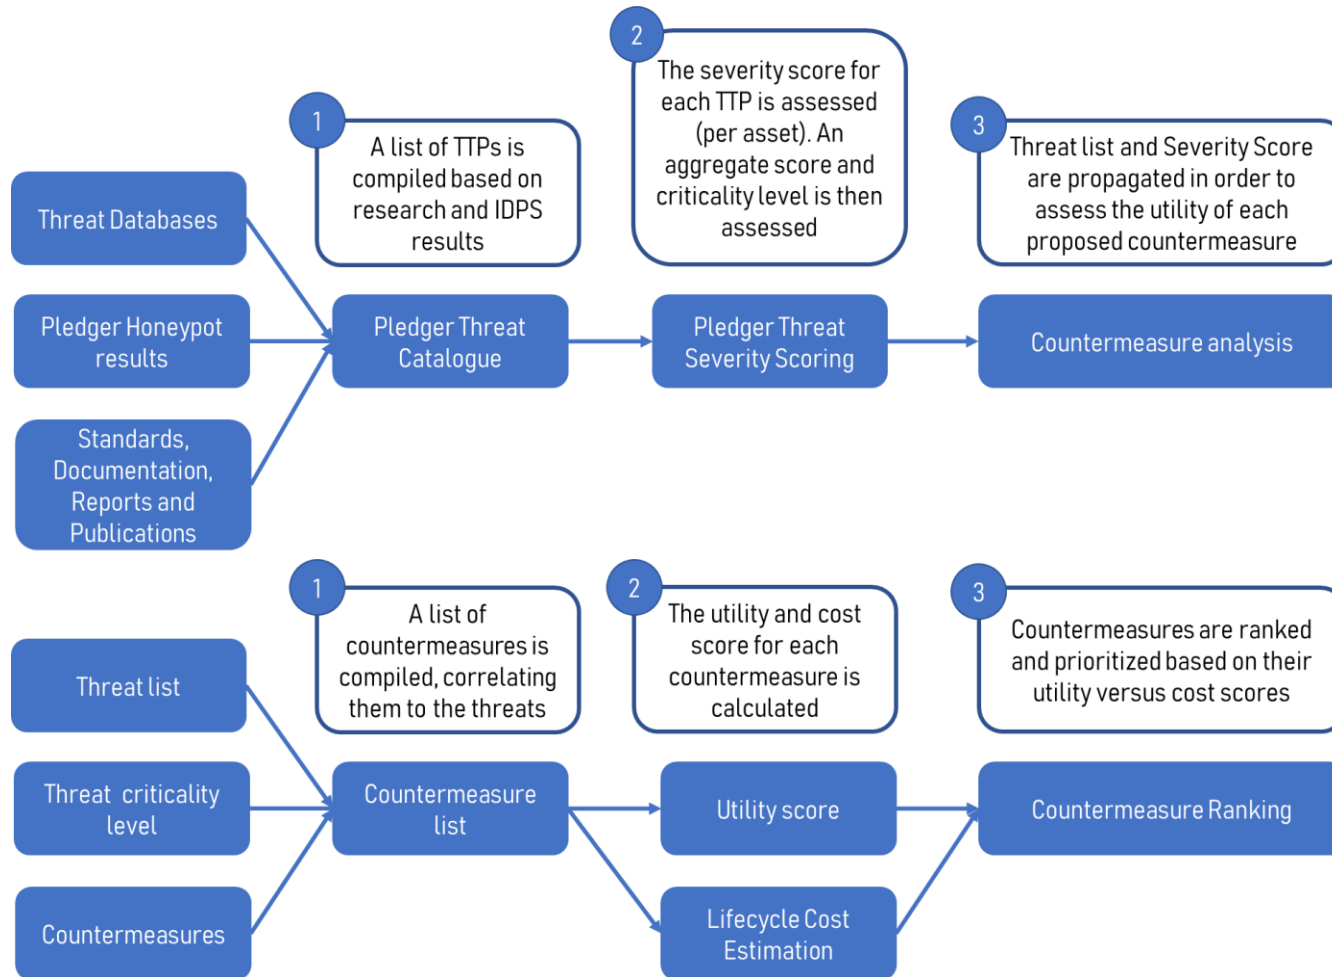 1
A list of TTPs is
compiled based on
research and IDPS
results
2
The severity score for
each TTP is assessed
(per asset). An
aggregate score and
criticality level is then
assessed
3
Threat list and Severity Score
are propagated in order to
assess the utility of each
proposed countermeasure
Threat Databases
Pledger Honeypot
results
Standards,
Documentation,
Reports and
Publications
Pledger Threat
Catalogue
Pledger Threat
Severity Scoring
Countermeasure analysis
1
A list of
countermeasures is
compiled, correlating
them to the threats
2
The utility and cost
score for each
countermeasure is
calculated
3
Countermeasures are ranked
and prioritized based on their
utility versus cost scores
Threat list
Threat criticality
level
Countermeasures
Countermeasure
list
Utility score
Lifecycle Cost
Estimation
Countermeasure Ranking